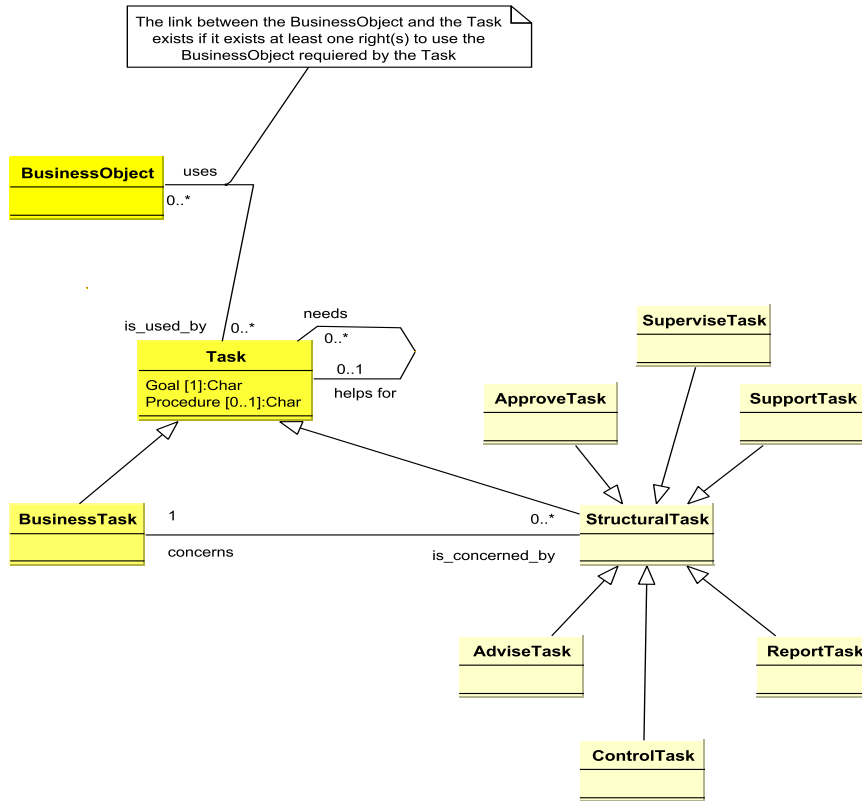 The link between the BusinessObject and the Task
exists if it exists at least one right(s) to use the
BusinessObject requiered by the Task
BusinessObject
uses
0..*
is_used_by
0..*
needs
0..*
Task
0..1
Goal [1]:Char
Procedure [0..1]:Char
helps for
SuperviseTask
ApproveTask
SupportTask
BusinessTask
1
0..*
StructuralTask
concerns
is_concerned_by
AdviseTask
ReportTask
ControlTask